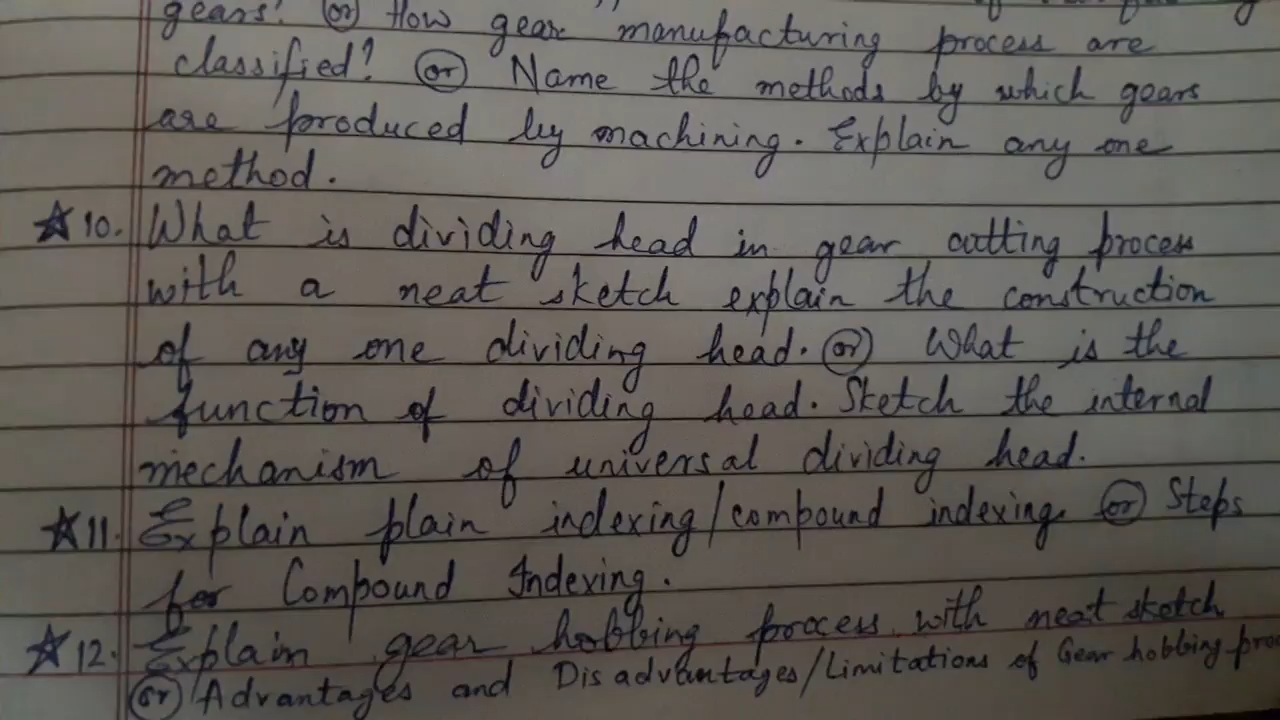 gears? (or) How gear manufacturing process are
classified? (or) Name the methods by which gears
are produced by machining. Explain any one
method.
★10. What is dividing head in gear cutting process
with a neat sketch explain the construction
of any one dividing head. (or) What is the
function of dividing head. Sketch the internal
mechanism of universal dividing head.
★11. Explain plain indexing/compound indexing. (or) Steps
for Compound Indexing.
★12. Explain gear hobbing process with neat sketch
(or) Advantages and Disadvantages/Limitations of Gear hobbing